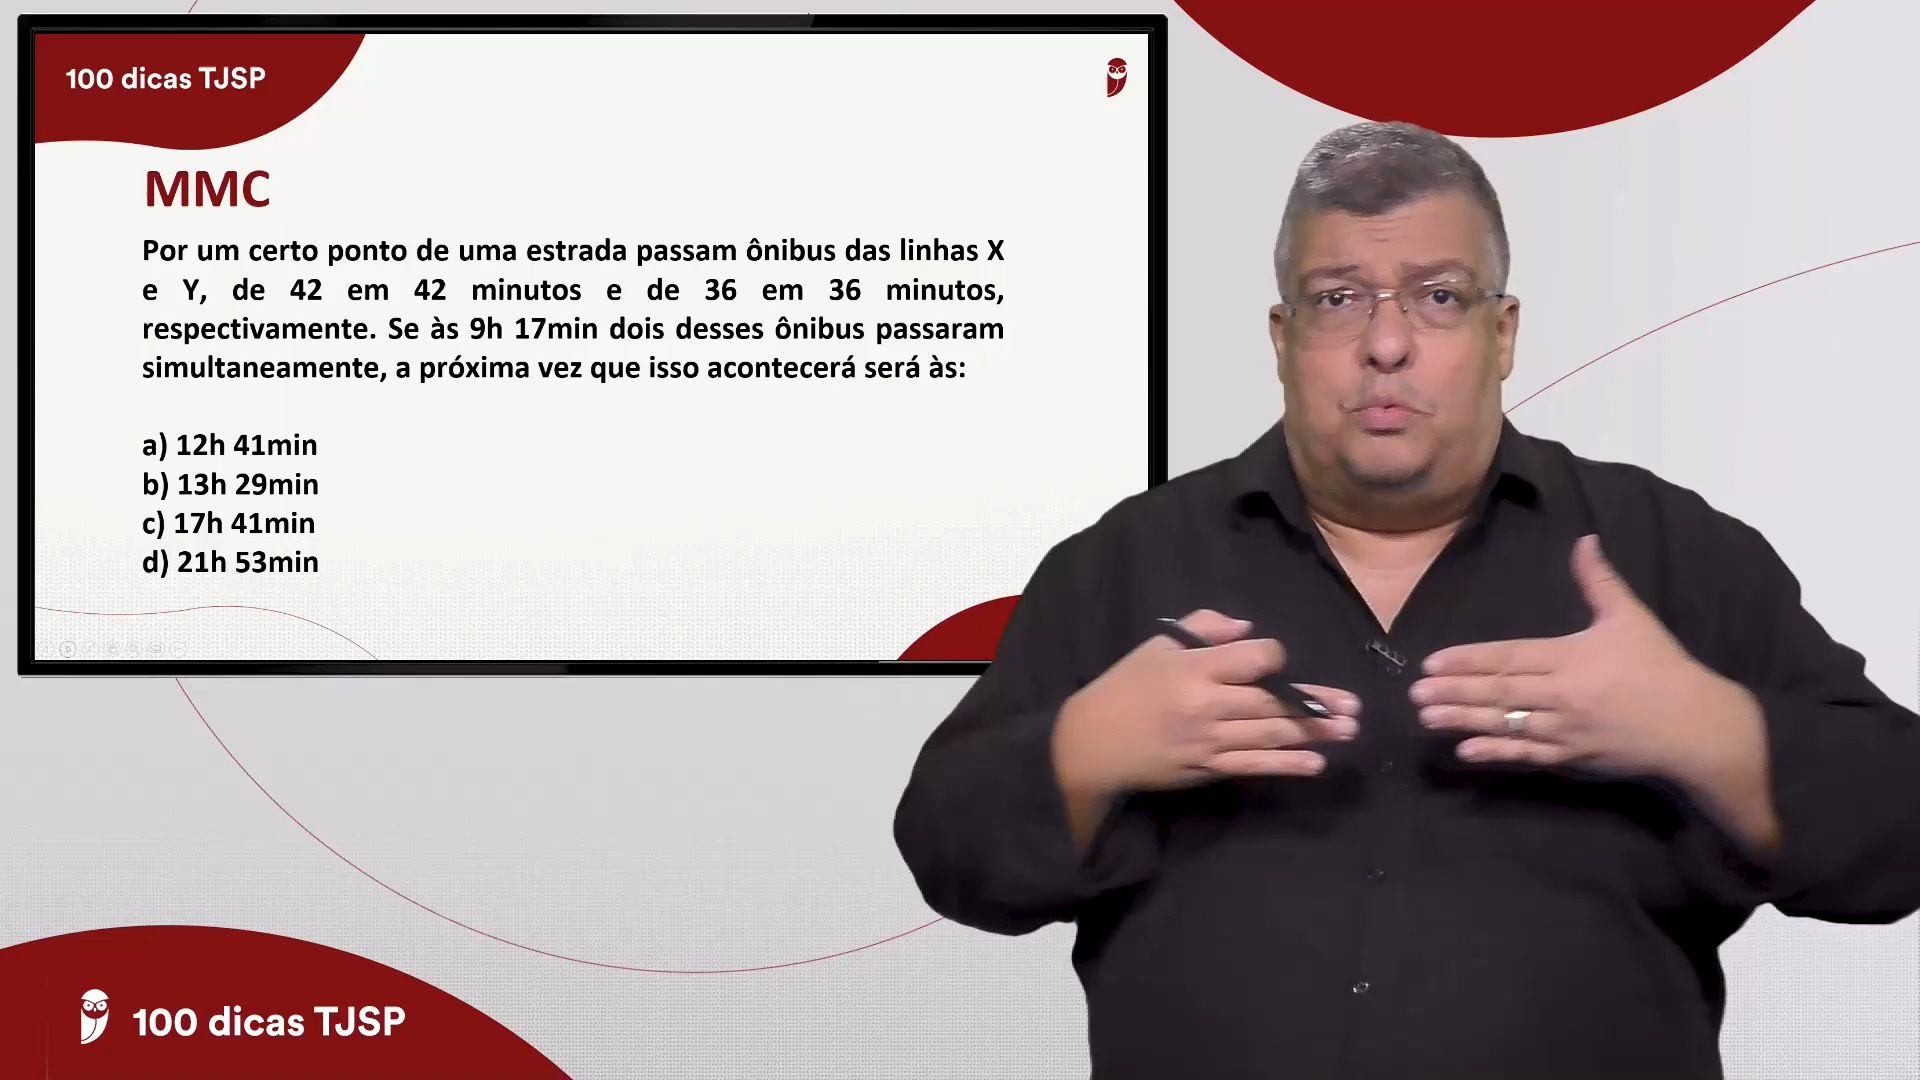 100 dicas TJSP
MMC
Por um certo ponto de uma estrada passam ônibus das linhas X
e Y, de 42 em 42 minutos e de 36 em 36 minutos,
respectivamente. Se às 9h 17min dois desses ônibus passaram
simultaneamente, a próxima vez que isso acontecerá será às:
a) 12h 41min
b) 13h 29min
c) 17h 41min
d) 21h 53min
100 dicas TJSP